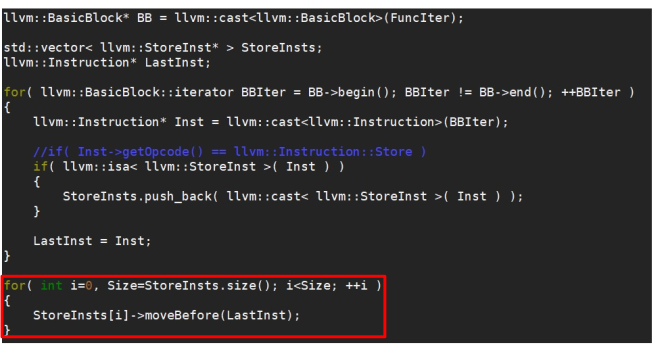 llvm::BasicBlock* BB = llvm::cast<llvm::BasicBlock>(FuncIter);
std::vector< llvm::StoreInst* > StoreInsts;
llvm::Instruction* LastInst;
for( llvm::BasicBlock::iterator BBIter = BB->begin(); BBIter != BB->end(); ++BBIter )
{
llvm::Instruction* Inst = llvm::cast<llvm::Instruction>(BBIter);
//if( Inst->getOpcode() == llvm::Instruction::Store )
if( llvm::isa< llvm::StoreInst >( Inst ) )
{
StoreInsts.push_back( llvm::cast< llvm::StoreInst >( Inst ) );
}
LastInst = Inst;
}
for( int i=0, Size=StoreInsts.size(); i<Size; ++i )
{
StoreInsts[i]->moveBefore(LastInst);
}